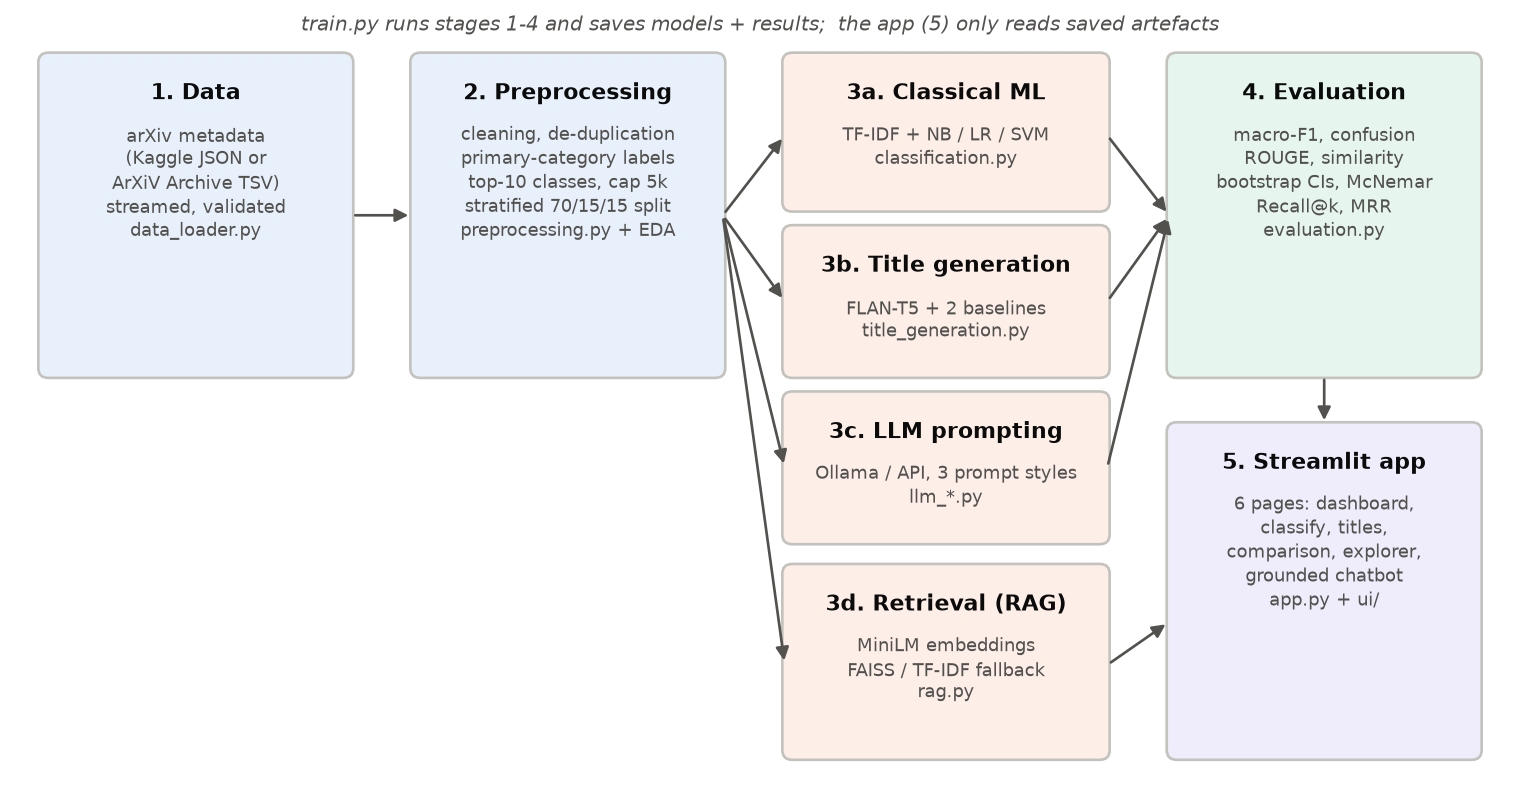 train.py runs stages 1-4 and saves models + results;  the app (5) only reads saved artefacts
1. Data
arXiv metadata
(Kaggle JSON or
ArXiV Archive TSV)
streamed, validated
data_loader.py
2. Preprocessing
cleaning, de-duplication
primary-category labels
top-10 classes, cap 5k
stratified 70/15/15 split
preprocessing.py + EDA
3a. Classical ML
TF-IDF + NB / LR / SVM
classification.py
3b. Title generation
FLAN-T5 + 2 baselines
title_generation.py
3c. LLM prompting
Ollama / API, 3 prompt styles
llm_*.py
3d. Retrieval (RAG)
MiniLM embeddings
FAISS / TF-IDF fallback
rag.py
4. Evaluation
macro-F1, confusion
ROUGE, similarity
bootstrap CIs, McNemar
Recall@k, MRR
evaluation.py
5. Streamlit app
6 pages: dashboard,
classify, titles,
comparison, explorer,
grounded chatbot
app.py + ui/